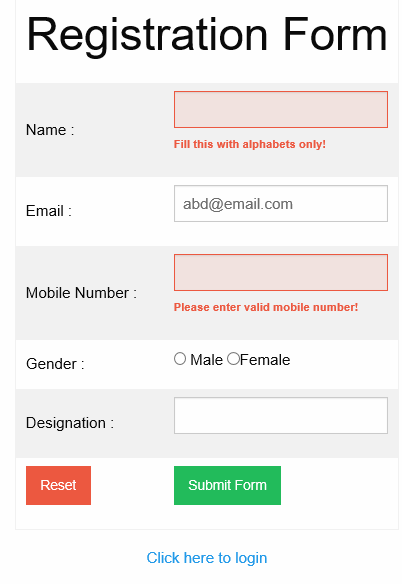 Registration Form
Name :
Fill this with alphabets only!
Email :
abd@email.com
Mobile Number :
Please enter valid mobile number!
Gender :
Male Female
Designation :
Reset
Submit Form
Click here to login